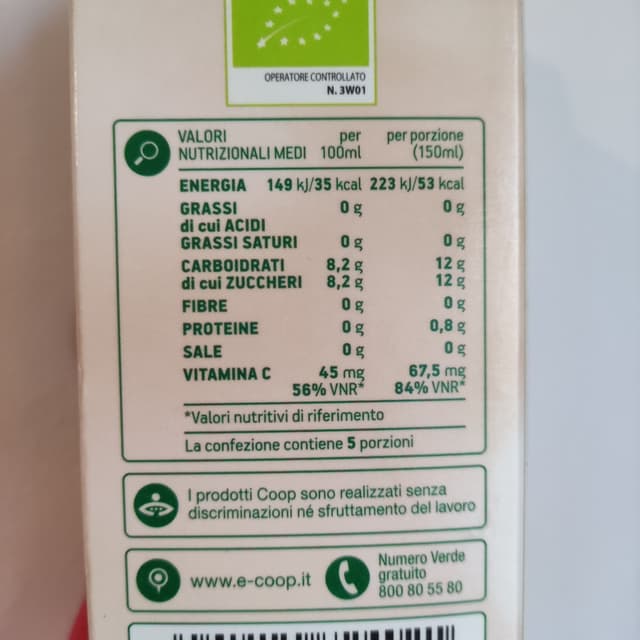 OPERATORE CONTROLLATO
N. 3W01
VALORI per per porzione
NUTRIZIONALI MEDI 100ml (150ml)
ENERGIA 149 kJ/35 kcal 223 kJ/53 kcal
GRASSI 0 g 0 g
di cui ACIDI
GRASSI SATURI 0 g 0 g
CARBOIDRATI 8,2 g 12 g
di cui ZUCCHERI 8,2 g 12 g
FIBRE 0 g 0 g
PROTEINE 0 g 0,8 g
SALE 0 g 0 g
VITAMINA C 45 mg 67,5 mg
56% VNR* 84% VNR*
*Valori nutritivi di riferimento
La confezione contiene 5 porzioni
I prodotti Coop sono realizzati senza
discriminazioni né sfruttamento del lavoro
www.e-coop.it
Numero Verde
gratuito
800 80 55 80